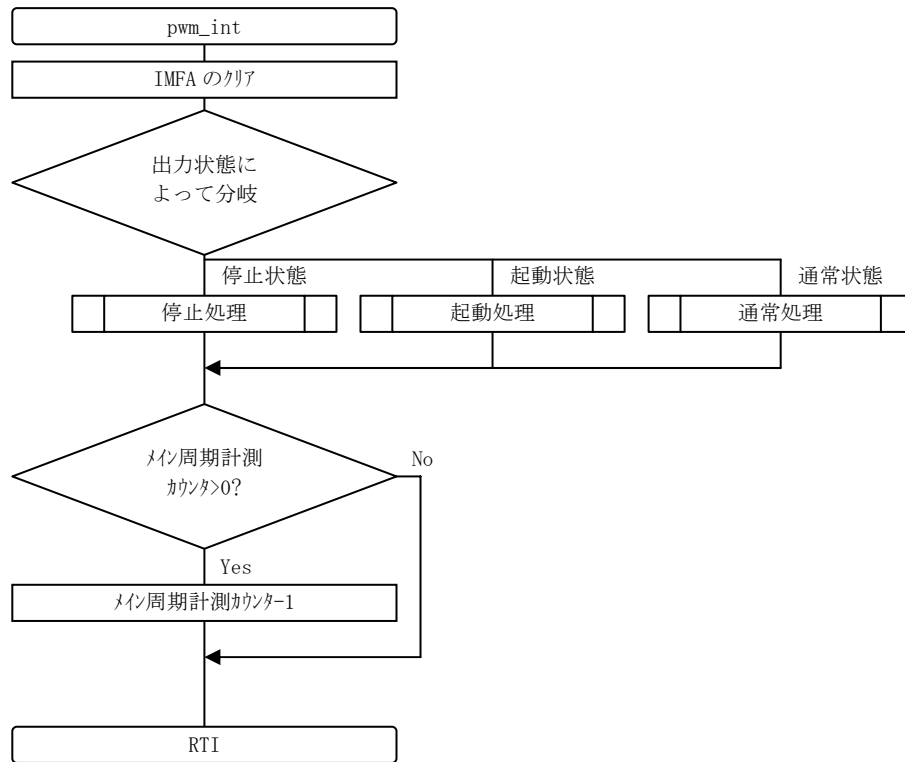 pwm_int
IMFA のｸﾘｱ
出力状態に
よって分岐
停止状態
起動状態
通常状態
停止処理
起動処理
通常処理
ﾒｲﾝ周期計測
ｶｳﾝﾀ>0?
No
Yes
ﾒｲﾝ周期計測ｶｳﾝﾀ-1
RTI